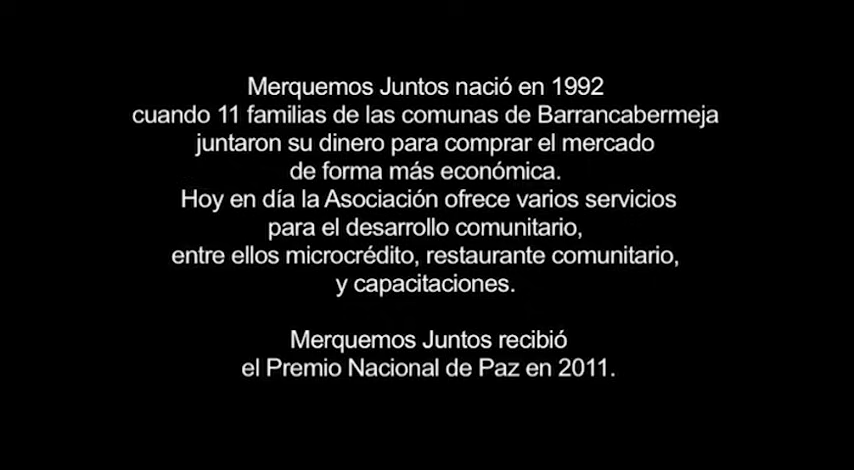 Merquemos Juntos nació en 1992
cuando 11 familias de las comunas de Barrancabermeja
juntaron su dinero para comprar el mercado
de forma más económica.
Hoy en día la Asociación ofrece varios servicios
para el desarrollo comunitario,
entre ellos microcrédito, restaurante comunitario,
y capacitaciones.
Merquemos Juntos recibió
el Premio Nacional de Paz en 2011.